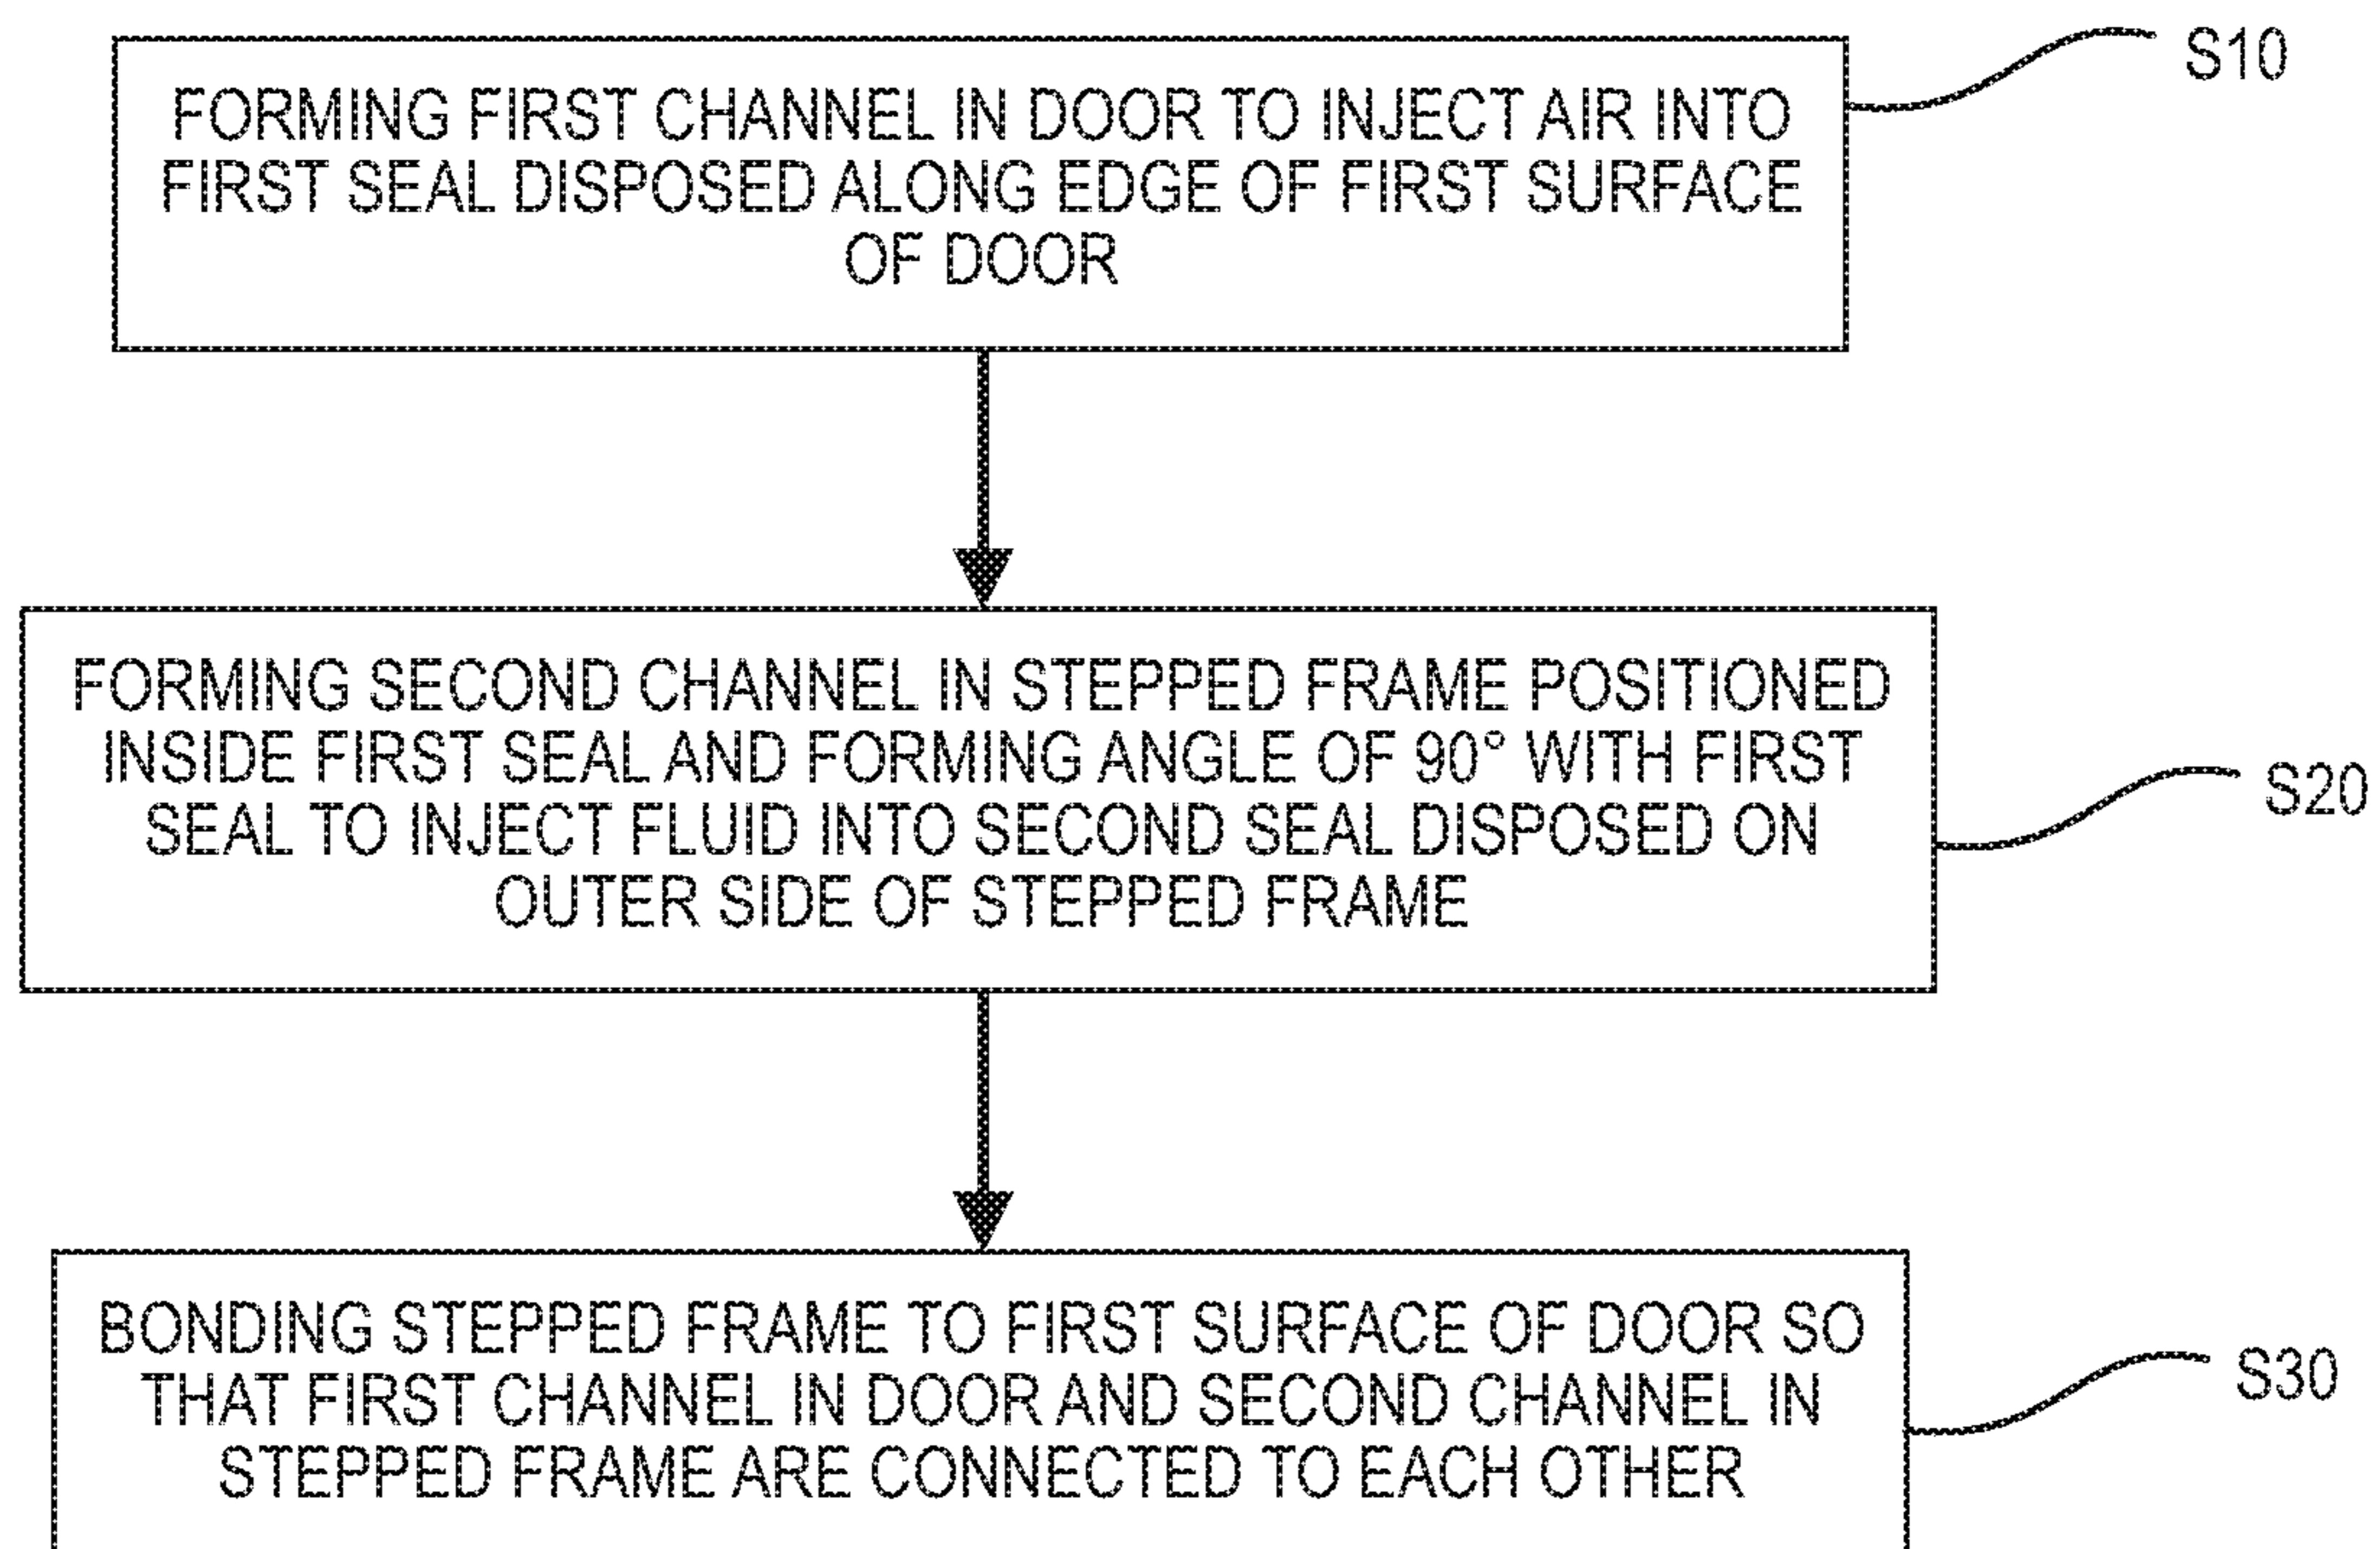 S10
FORMING FIRST CHANNEL IN DOOR TO INJECT AIR INTO
FIRST SEAL DISPOSED ALONG EDGE OF FIRST SURFACE
OF DOOR
FORMING SECOND CHANNEL IN STEPPED FRAME POSITIONED
INSIDE FIRST SEAL AND FORMING ANGLE OF 90° WITH FIRST
SEAL TO INJECT FLUID INTO SECOND SEAL DISPOSED ON
OUTER SIDE OF STEPPED FRAME
S20
BONDING STEPPED FRAME TO FIRST SURFACE OF DOOR SO
THAT FIRST CHANNEL IN DOOR AND SECOND CHANNEL IN
STEPPED FRAME ARE CONNECTED TO EACH OTHER
S30